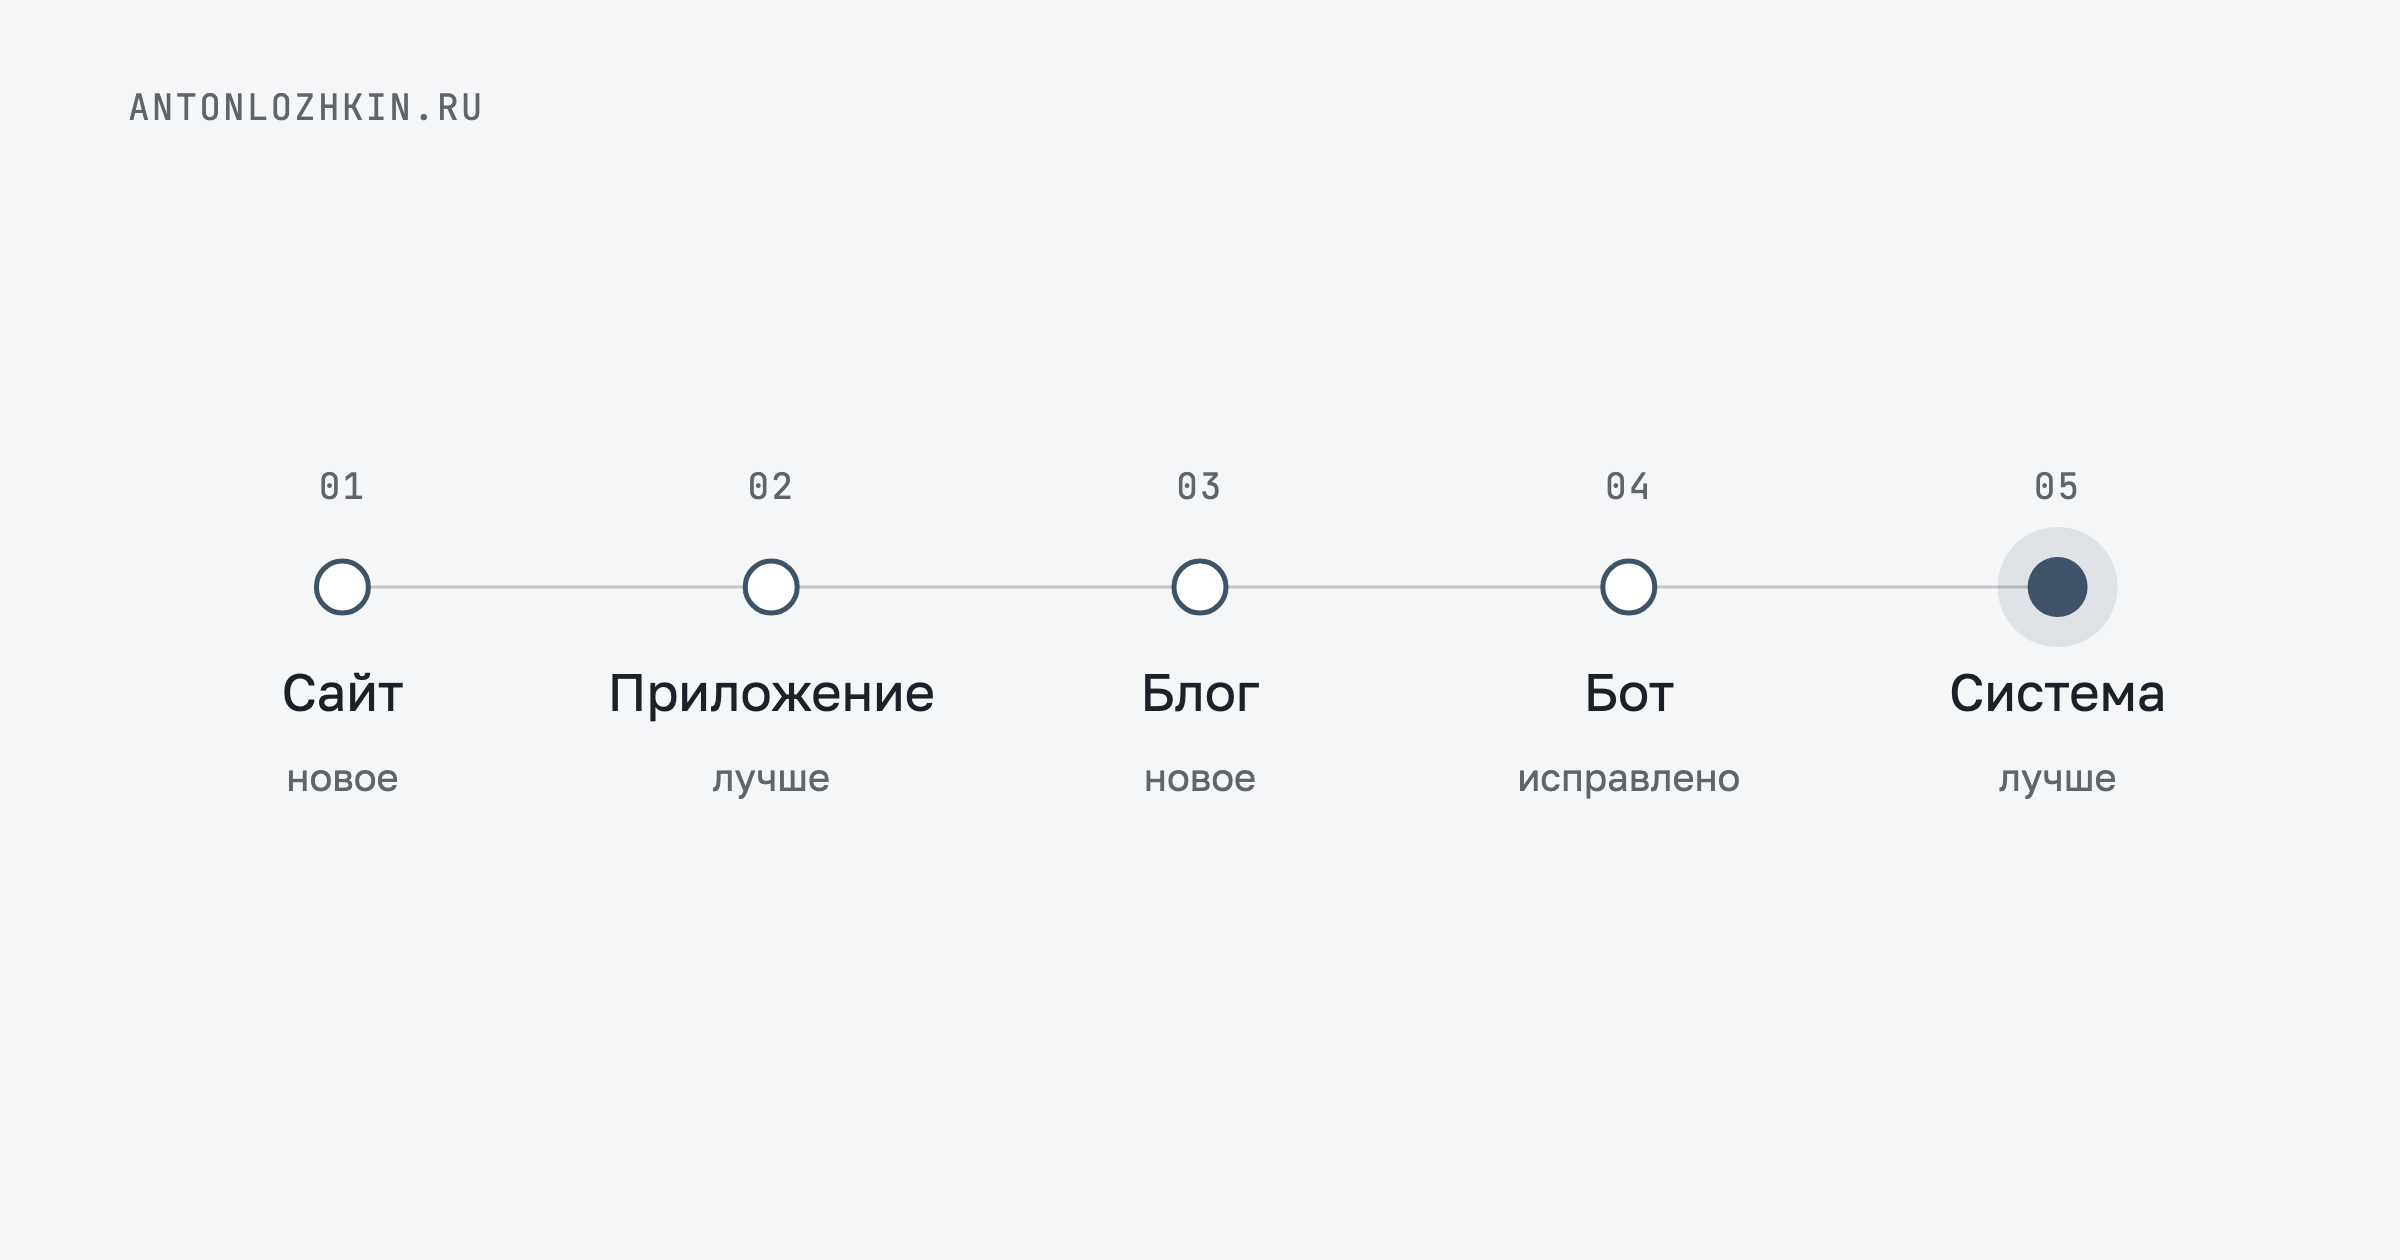 ANTONLOZHKIN.RU
01 02 03 04 05
Сайт Приложение Блог Бот Система
новое лучше новое исправлено лучше